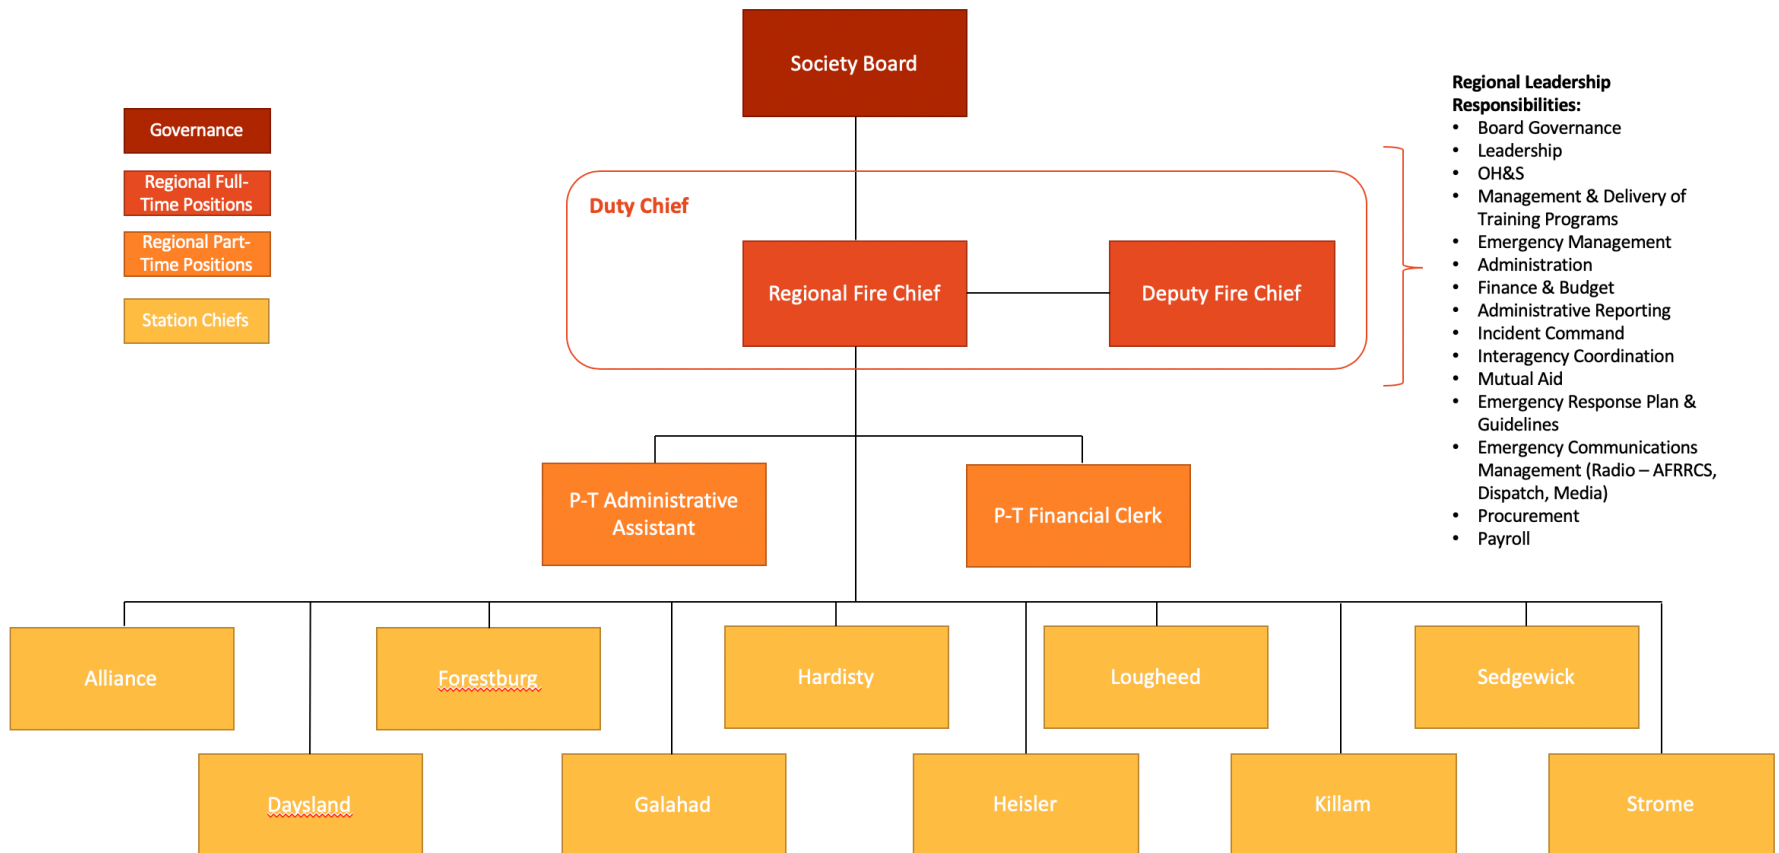 Society Board
Governance
Regional Full-
Time Positions
Regional Part-
Time Positions
Station Chiefs
Duty Chief
Regional Fire Chief
Deputy Fire Chief
Regional Leadership
Responsibilities:
• Board Governance
• Leadership
• OH&S
• Management & Delivery of
Training Programs
• Emergency Management
• Administration
• Finance & Budget
• Administrative Reporting
• Incident Command
• Interagency Coordination
• Mutual Aid
• Emergency Response Plan &
Guidelines
• Emergency Communications
Management (Radio – AFRRCS,
Dispatch, Media)
• Procurement
• Payroll
P-T Administrative
Assistant
P-T Financial Clerk
Alliance
Forestburg
Hardisty
Lougheed
Sedgewick
Daysland
Galahad
Heisler
Killam
Strome